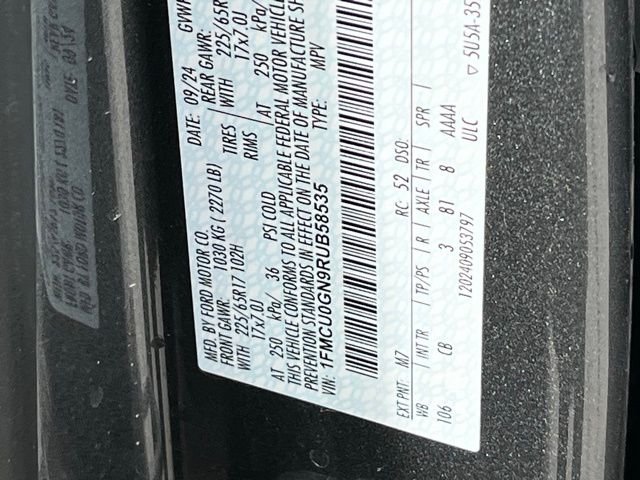 MFD. BY FORD MOTOR CO.
DATE: 09/24 GVWR
FRONT GAWR: 1030 KG ( 2270 LB) REAR GAWR:
WITH 225/65R17 102H TIRES WITH 225/65R
17x7.0J RIMS 17x7.0J
AT 250 kPa/ 36 PSI COLD AT 250 kPa/
THIS VEHICLE CONFORMS TO ALL APPLICABLE FEDERAL MOTOR VEHICLE
PREVENTION STANDARDS IN EFFECT ON THE DATE OF MANUFACTURE SH
VIN: 1FMCU0GN9RUB58535 TYPE: MPV
EXT PNT: M7 RC: 52 DSO:
WB INT TR TP/PS R AXLE TR SPR
106 CB 3 81 8 AAAA
ULC
1202409053797 5U5A-35